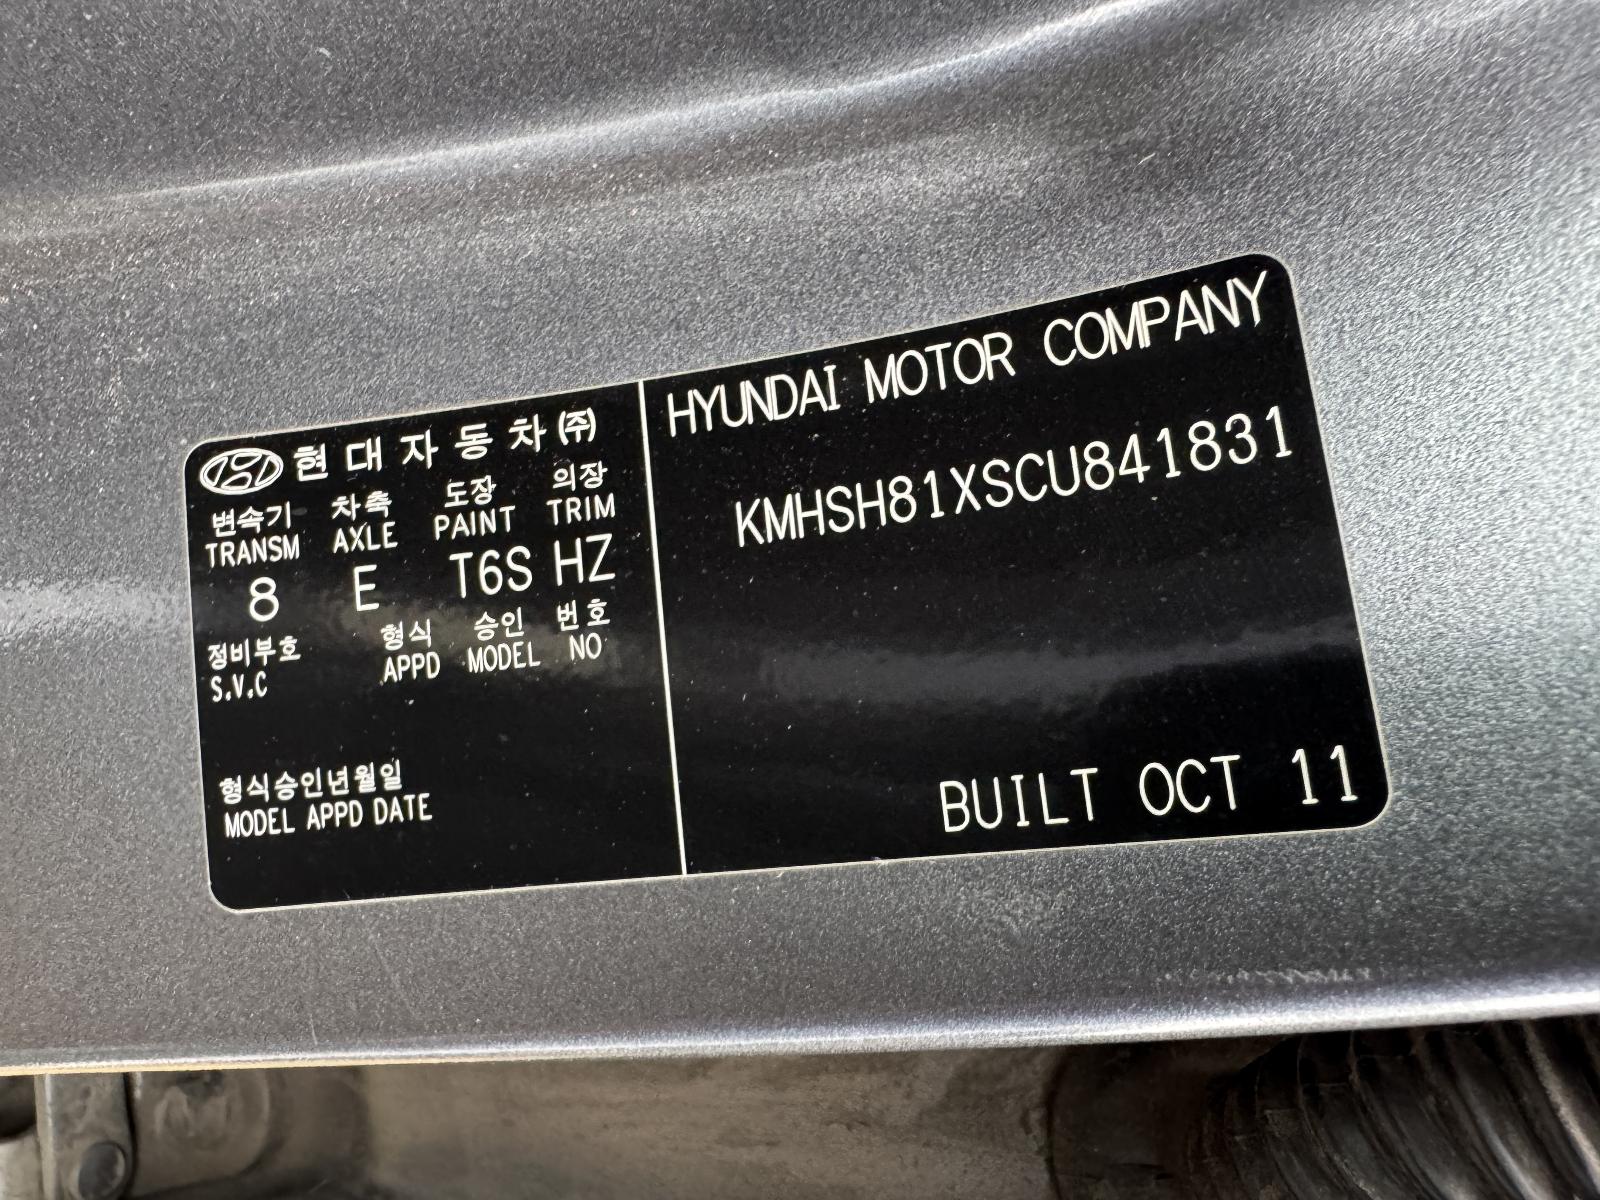 현대자동차㈜
변속기 차축 도장 의장
TRANSM AXLE PAINT TRIM
8 E T6S HZ
정비부호 형식 승인 번호
S.V.C APPD MODEL NO
형식승인년월일
MODEL APPD DATE
HYUNDAI MOTOR COMPANY
KMHSH81XSCU841831
BUILT OCT 11